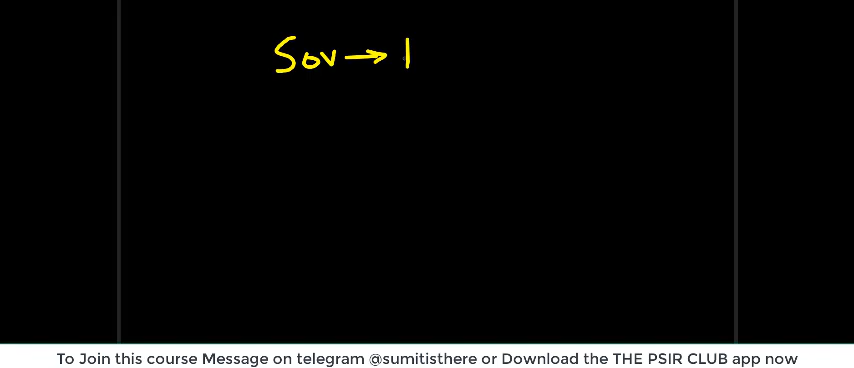 Sov → 1
To Join this course Message on telegram @sumitisthere or Download the THE PSIR CLUB app now